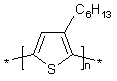 C₆H₁₃
* [ S ]n *